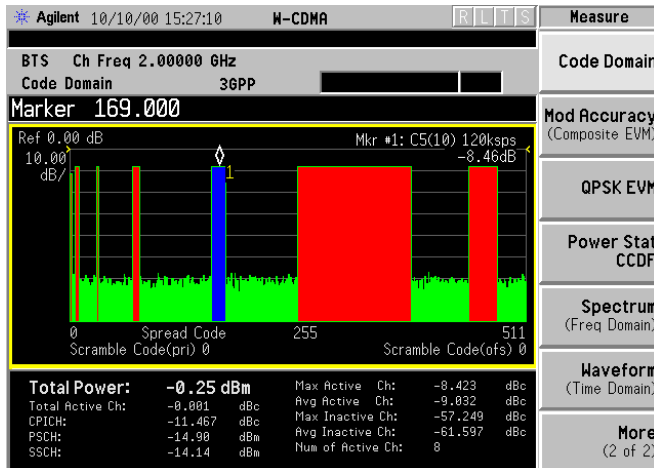 Agilent 10/10/00 15:27:10 W-CDMA R L T S Measure
BTS Ch Freq 2.00000 GHz
Code Domain 3GPP
Code Domain
Marker 169.000
Mod Accuracy
(Composite EVM)
Ref 0.00 dB Mkr #1: C5(10) 120ksps
10.00 -8.46dB
dB/
1
QPSK EVM
Power Stat
CCDF
Spectrum
(Freq Domain)
0 Spread Code 255 511
Scramble Code(pri) 0 Scramble Code(ofs) 0
Waveform
(Time Domain)
Total Power: -0.25 dBm Max Active Ch: -8.423 dBc
Total Active Ch: -0.001 dBc Avg Active Ch: -9.032 dBc
CPICH: -11.467 dBc Max Inactive Ch: -57.249 dBc
PSCH: -14.90 dBm Avg Inactive Ch: -61.597 dBc
SSCH: -14.14 dBm Num of Active Ch: 8
More
(2 of 2)